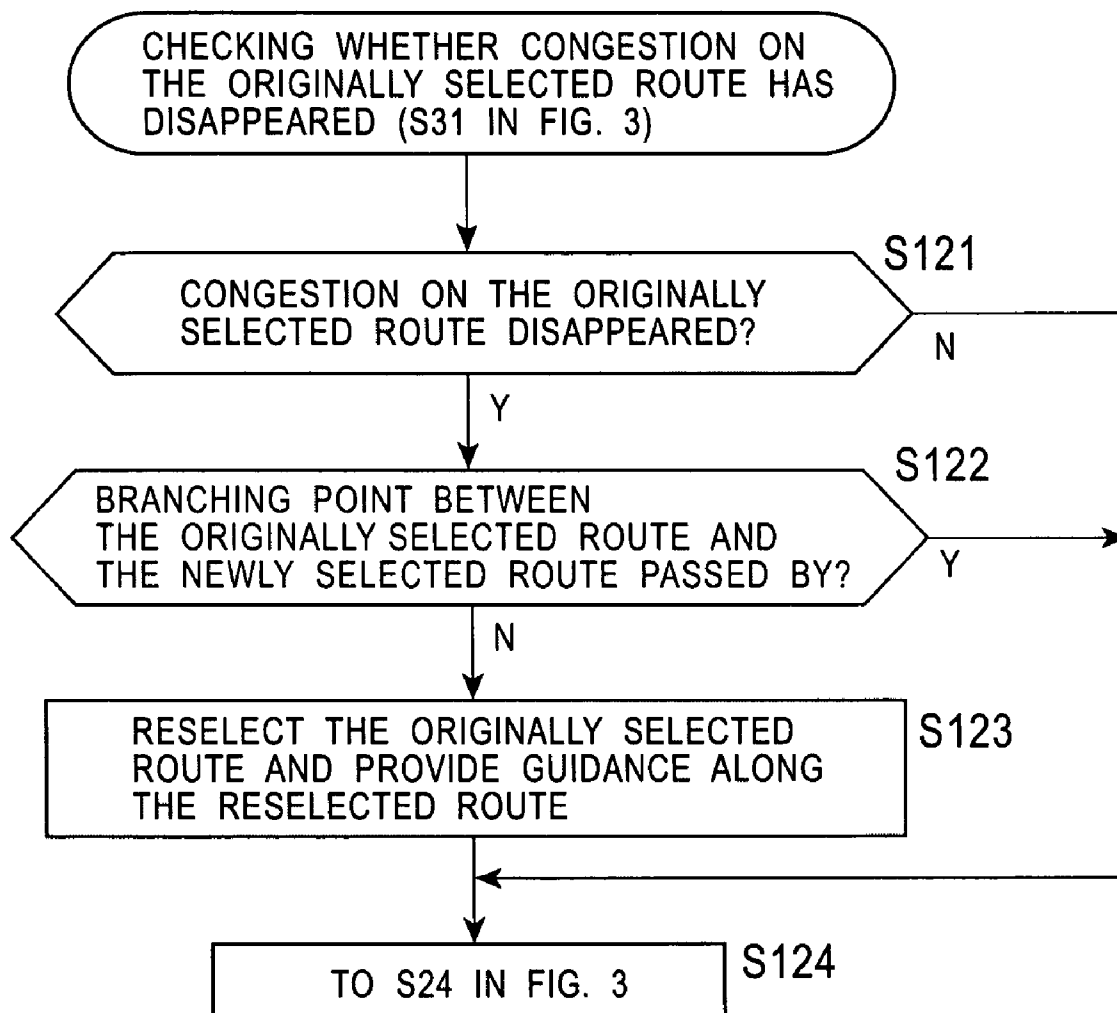 CHECKING WHETHER CONGESTION ON
THE ORIGINALLY SELECTED ROUTE HAS
DISAPPEARED (S31 IN FIG. 3)
S121
CONGESTION ON THE ORIGINALLY
SELECTED ROUTE DISAPPEARED?
N
Y
S122
BRANCHING POINT BETWEEN
THE ORIGINALLY SELECTED ROUTE AND
THE NEWLY SELECTED ROUTE PASSED BY?
Y
N
S123
RESELECT THE ORIGINALLY SELECTED
ROUTE AND PROVIDE GUIDANCE ALONG
THE RESELECTED ROUTE
S124
TO S24 IN FIG. 3